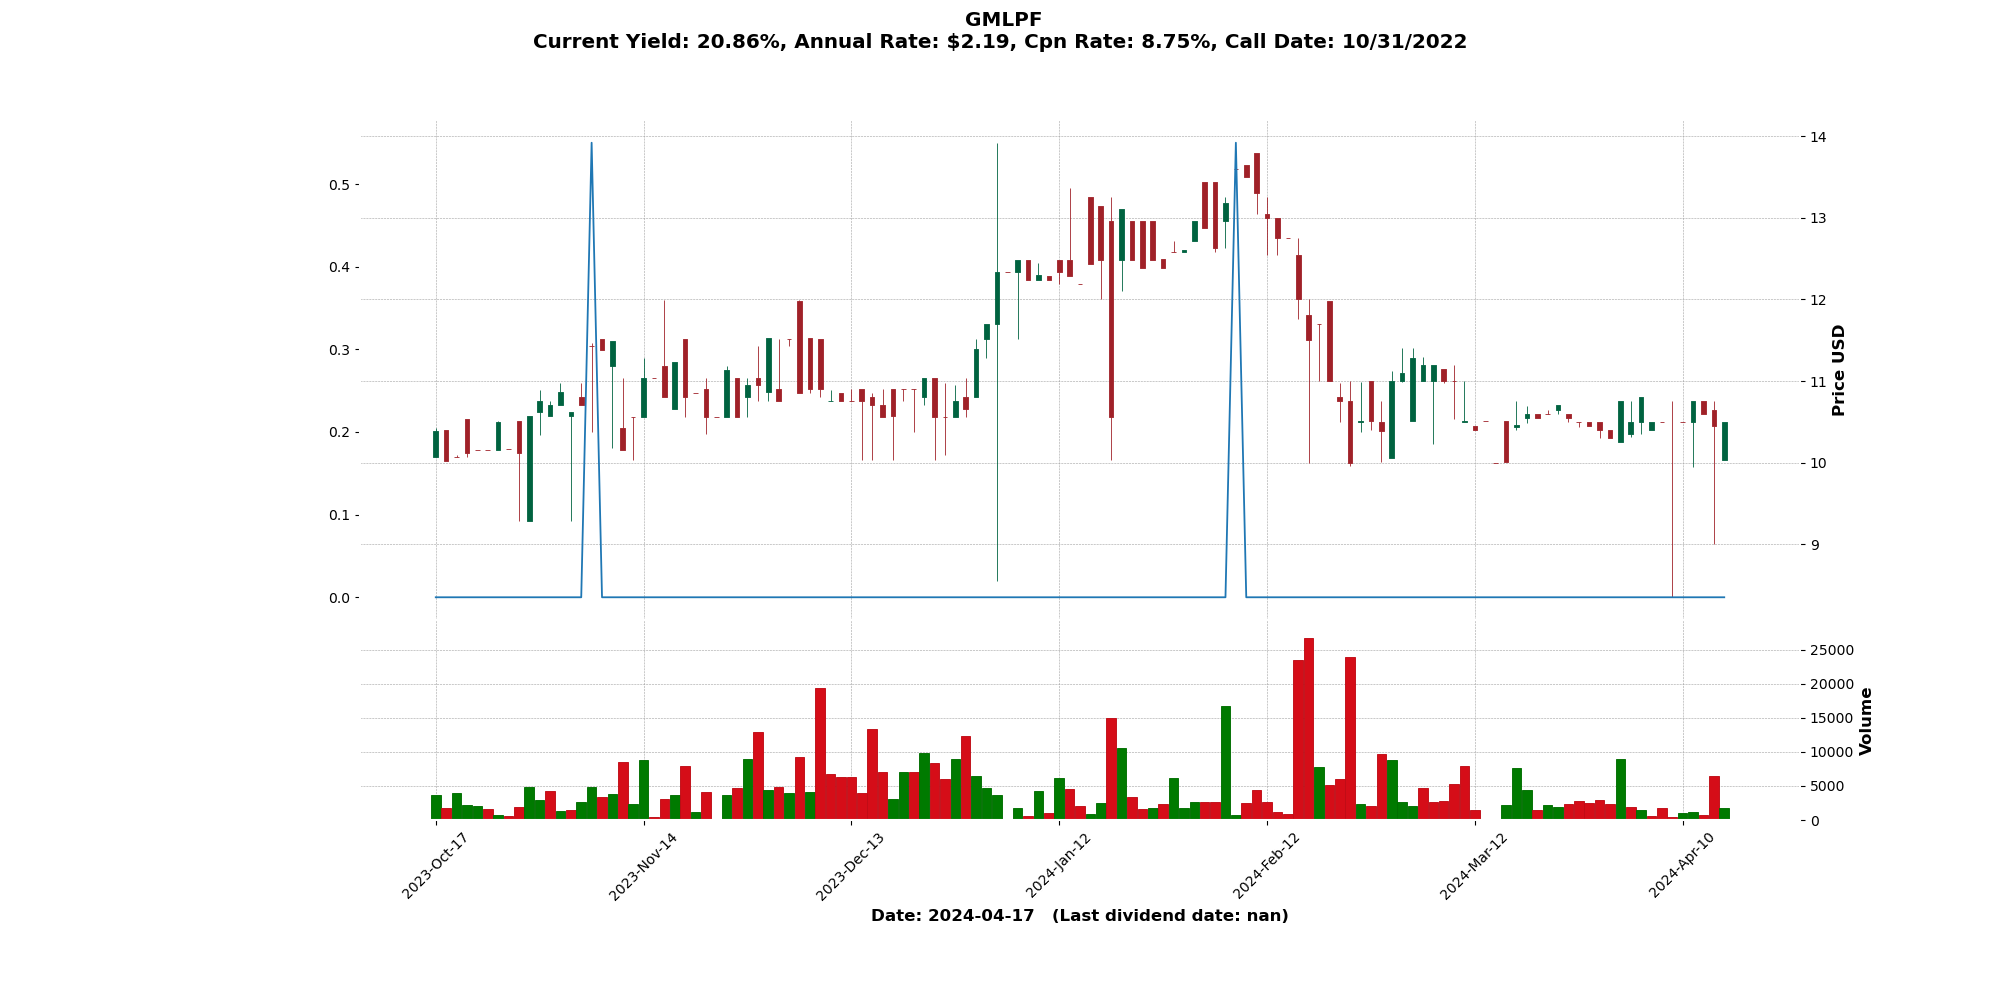 GMLPF
Current Yield: 20.86%, Annual Rate: $2.19, Cpn Rate: 8.75%, Call Date: 10/31/2022
0.5
0.4
0.3
0.2
0.1
0.0
14
13
12
11
10
9
Price USD
25000
20000
15000
10000
5000
0
Volume
2023-Oct-17
2023-Nov-14
2023-Dec-13
2024-Jan-12
2024-Feb-12
2024-Mar-12
2024-Apr-10
Date: 2024-04-17 (Last dividend date: nan)